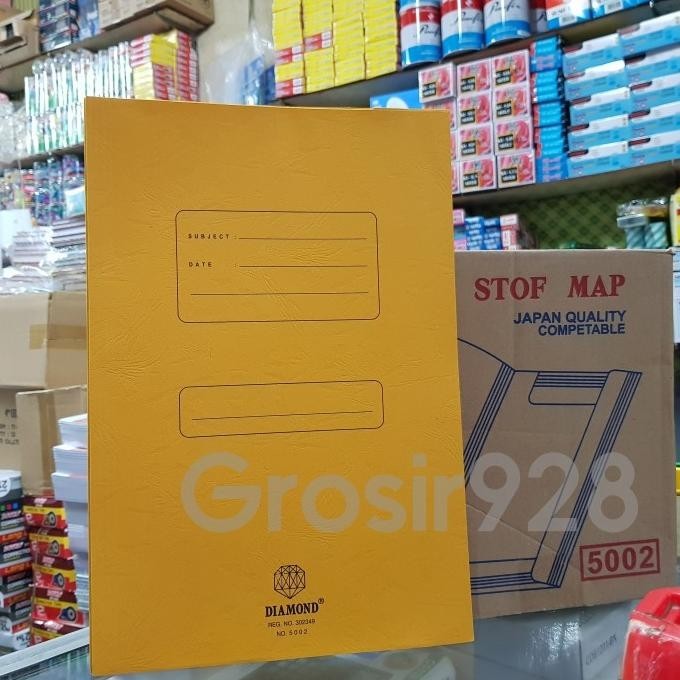 SUBJECT :
DATE :
STOF MAP
JAPAN QUALITY
COMPETABLE
Grosir928
5002
DIAMOND®
REG. NO. 302349
NO. 5002